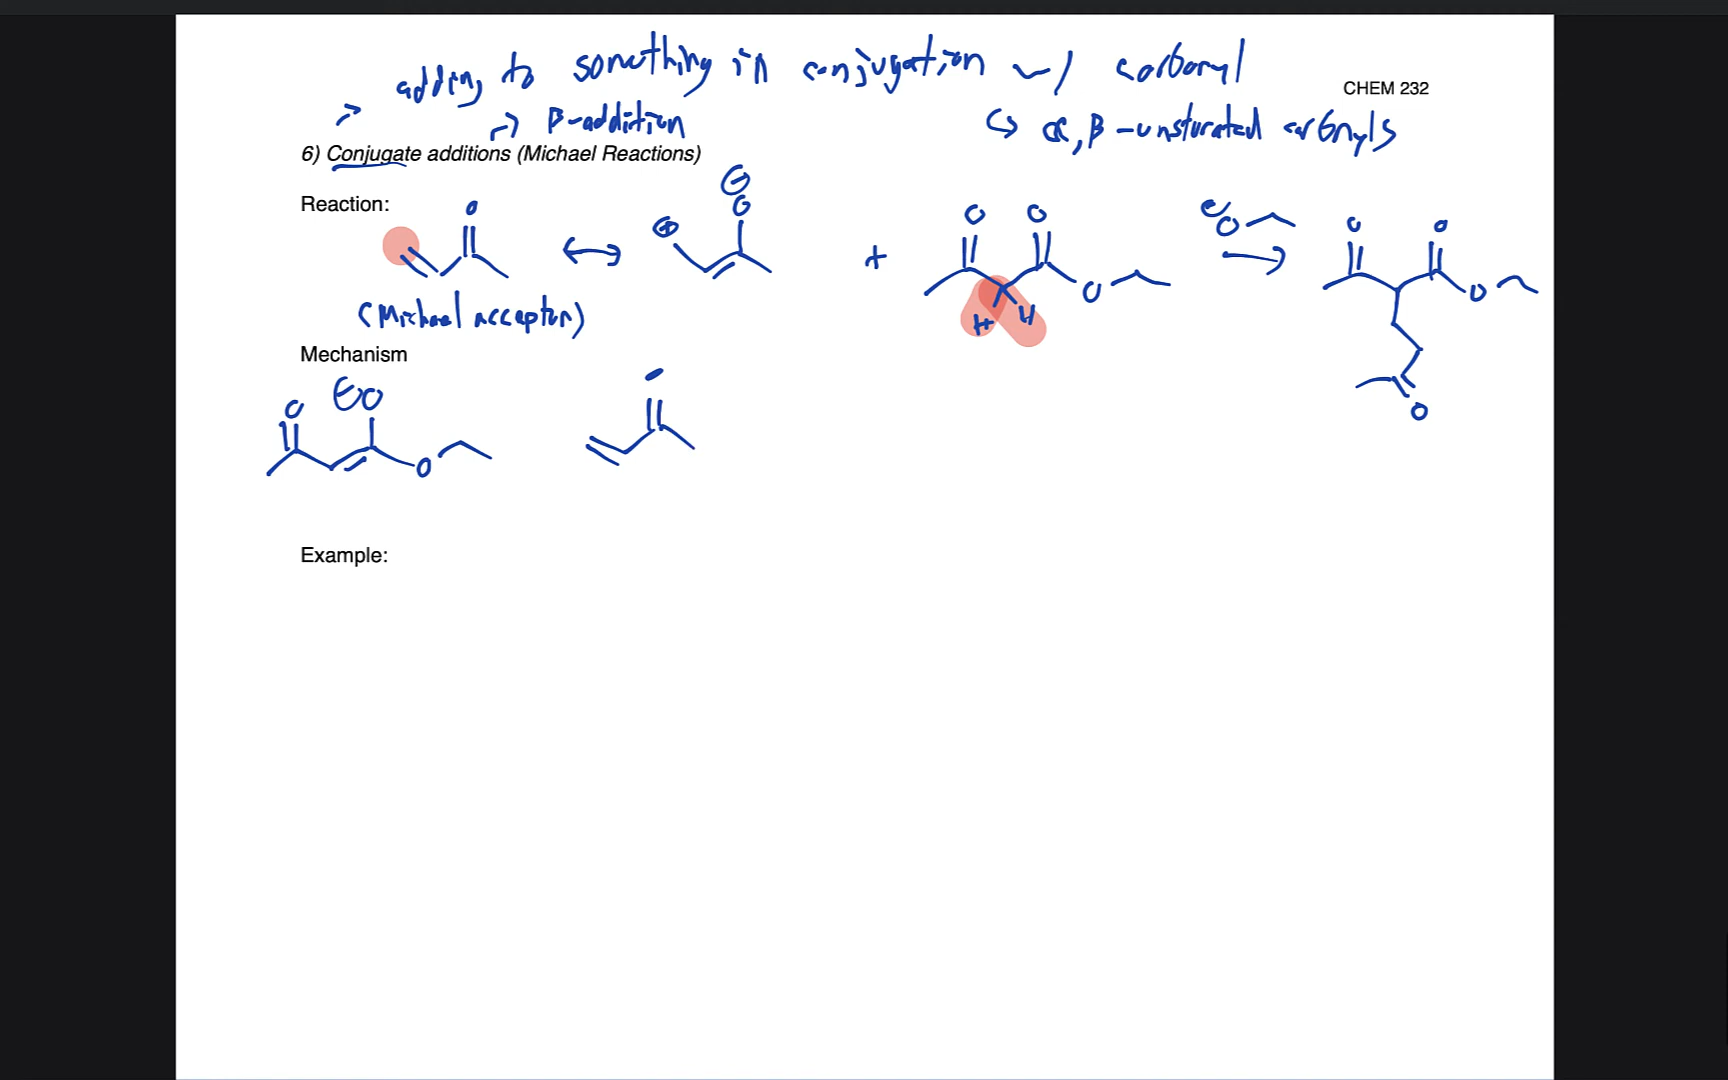 adding to something in conjugation w/ carbonyl
CHEM 232
↱ β-addition
↳ α, β-unsturated carbonyls
6) Conjugate additions (Michael Reactions)
Reaction:
O
⊕
⊖
O
+
O O
O
H H
⊖O
O O
O
O
(Michael acceptor)
Mechanism
O ⊖O
O
O
Example: